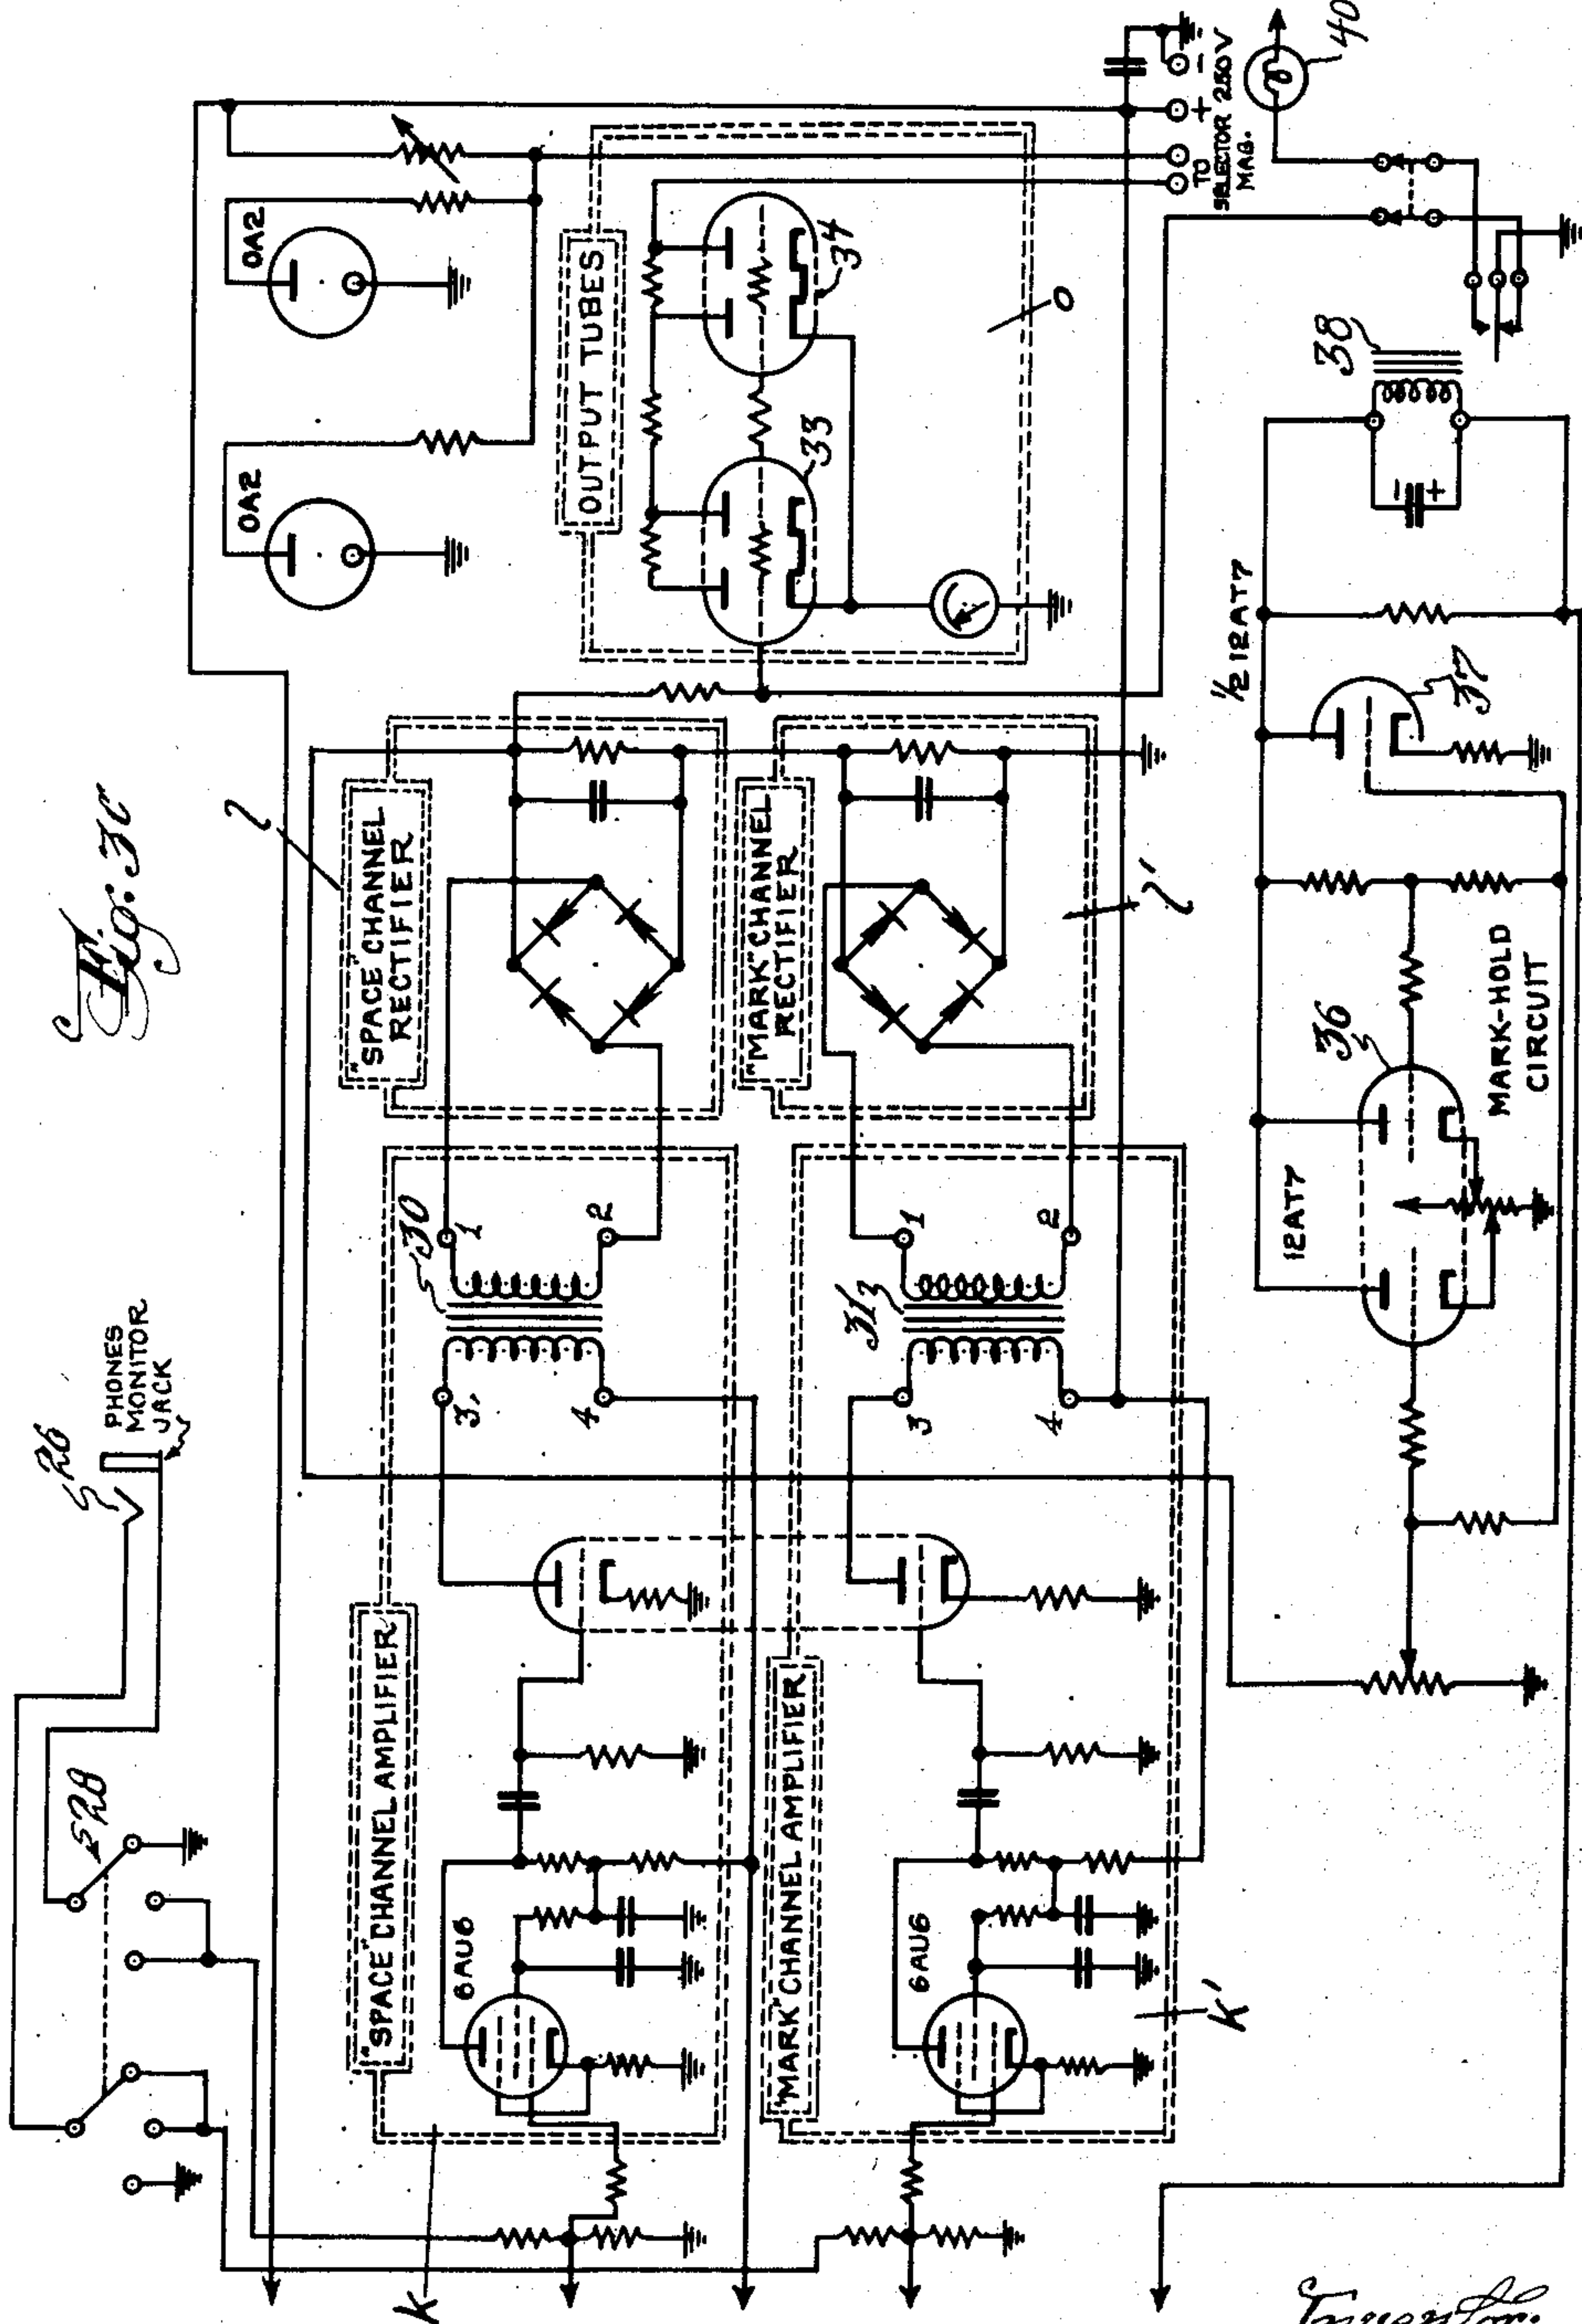 Fig. 3C
26
PHONES
MONITOR
JACK
28
l
0A2
0A2
"SPACE" CHANNEL
RECTIFIER
OUTPUT TUBES
33
34
O
+
-
TO
SELECTOR
MAG.
250V
40
"SPACE" CHANNEL AMPLIFIER
6AU6
k
30
1
2
3
4
"MARK" CHANNEL
RECTIFIER
l'
"MARK" CHANNEL AMPLIFIER
6AU6
k'
31
1
2
3
4
12AT7
36
MARK-HOLD
CIRCUIT
1/2 12AT7
37
38
-
+
Inventor: